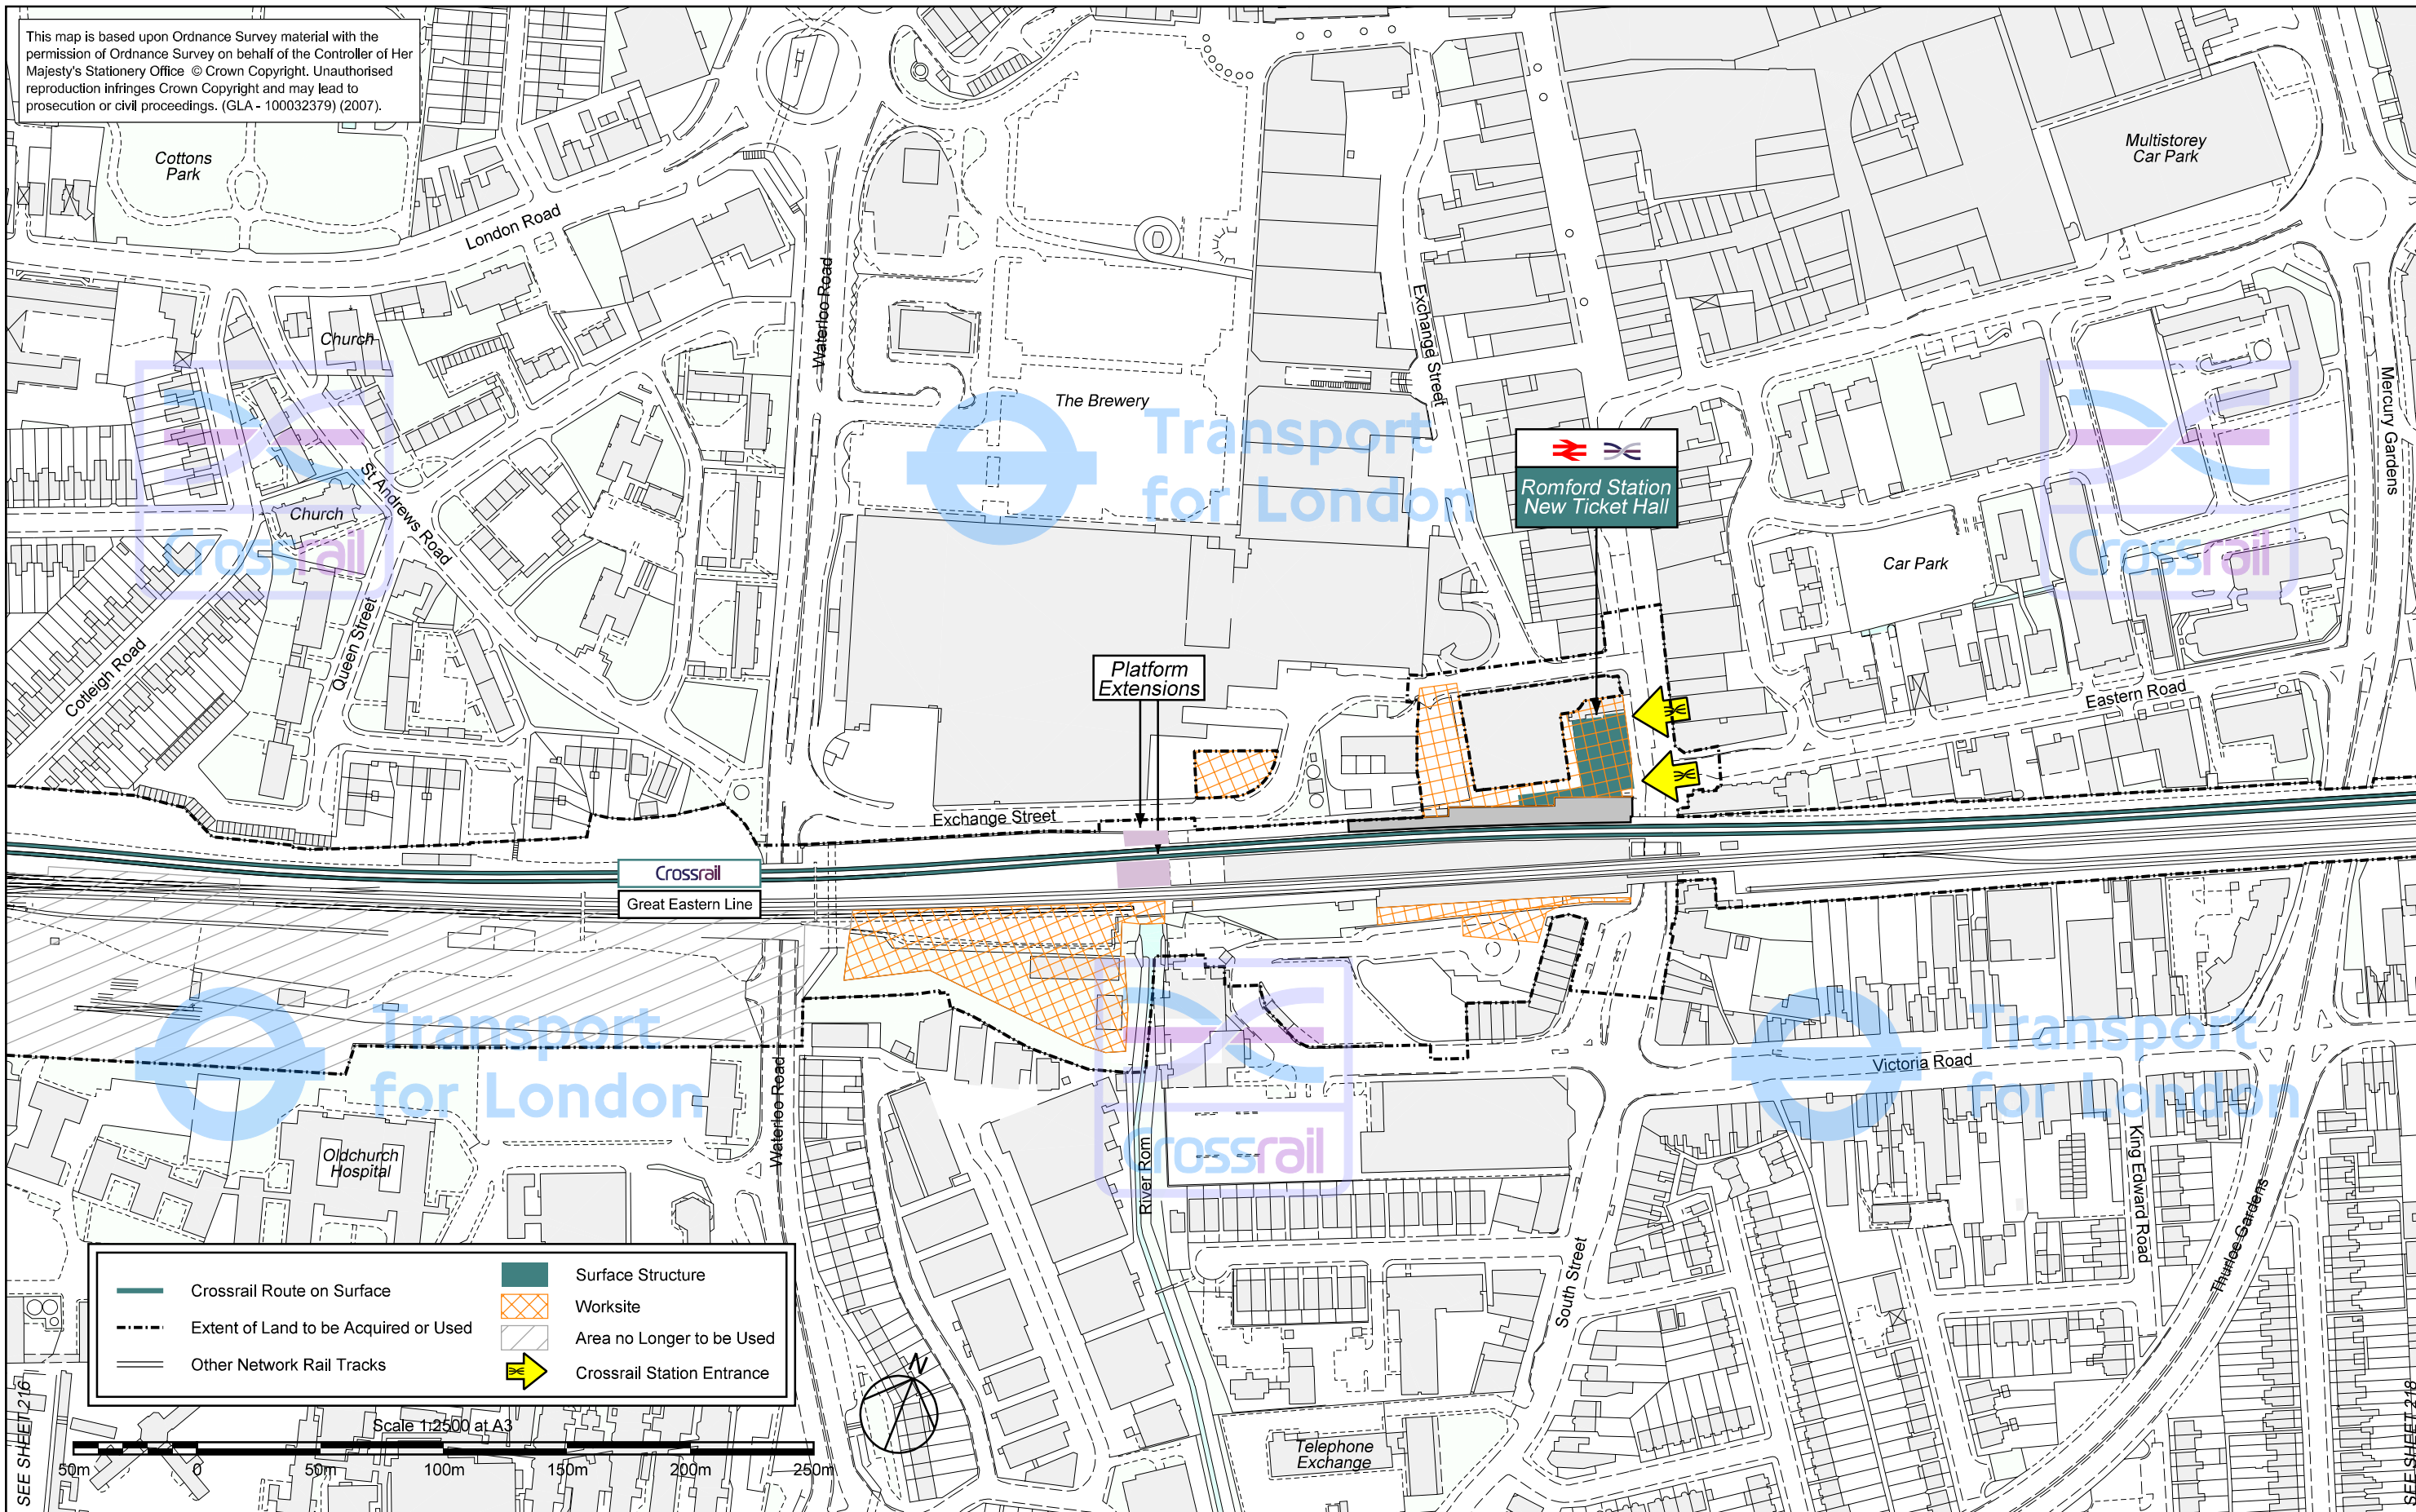 This map is based upon Ordnance Survey material with the
permission of Ordnance Survey on behalf of the Controller of Her
Majesty's Stationery Office © Crown Copyright. Unauthorised
reproduction infringes Crown Copyright and may lead to
prosecution or civil proceedings. (GLA - 100032379) (2007).
Cottons
Park
London Road
Multistorey
Car Park
Church
Waterloo Road
Exchange Street
Mercury Gardens
The Brewery
Transport
for London
Romford Station
New Ticket Hall
Church
St Andrews Road
Crossrail
Car Park
Crossrail
Queen Street
Cotleigh Road
Platform
Extensions
Eastern Road
Exchange Street
Crossrail
Great Eastern Line
Transport
for London
Transport
for London
Victoria Road
Waterloo Road
Crossrail
River Rom
Oldchurch
Hospital
King Edward Road
Thurloe Gardens
South Street
Crossrail Route on Surface
Extent of Land to be Acquired or Used
Other Network Rail Tracks
Surface Structure
Worksite
Area no Longer to be Used
Crossrail Station Entrance
N
Scale 1:2500 at A3
50m 0 50m 100m 150m 200m 250m
Telephone
Exchange
SEE SHEET 216
SEE SHEET 218